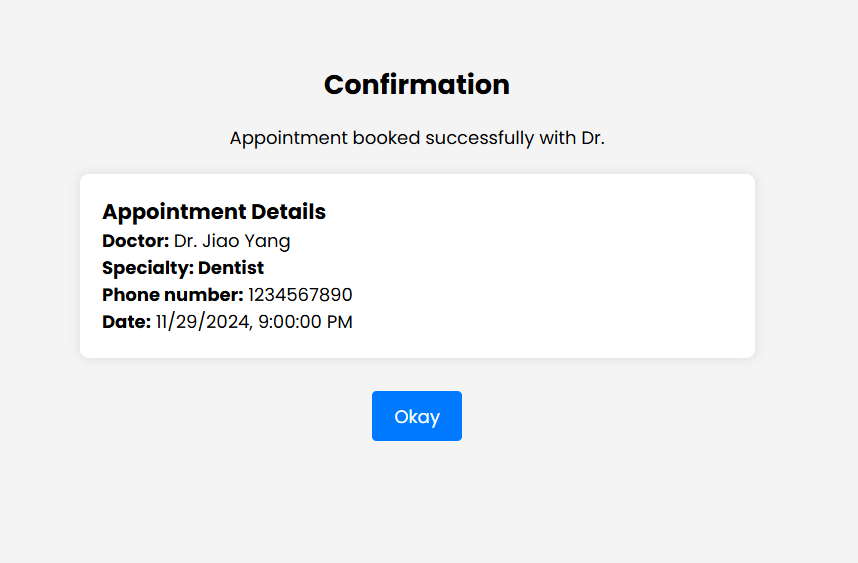 Confirmation
Appointment booked successfully with Dr.
Appointment Details
Doctor: Dr. Jiao Yang
Specialty: Dentist
Phone number: 1234567890
Date: 11/29/2024, 9:00:00 PM
Okay